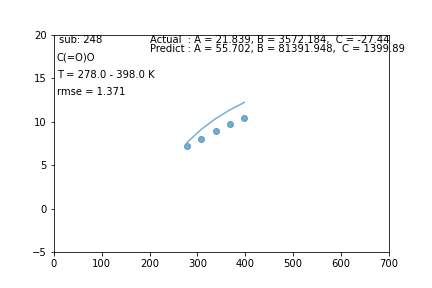 sub: 248
Actual : A = 21.839, B = 3572.184, C = -27.44
Predict : A = 55.702, B = 81391.948, C = 1399.89
C(=O)O
T = 278.0 - 398.0 K
rmse = 1.371
20
15
10
5
0
−5
0 100 200 300 400 500 600 700